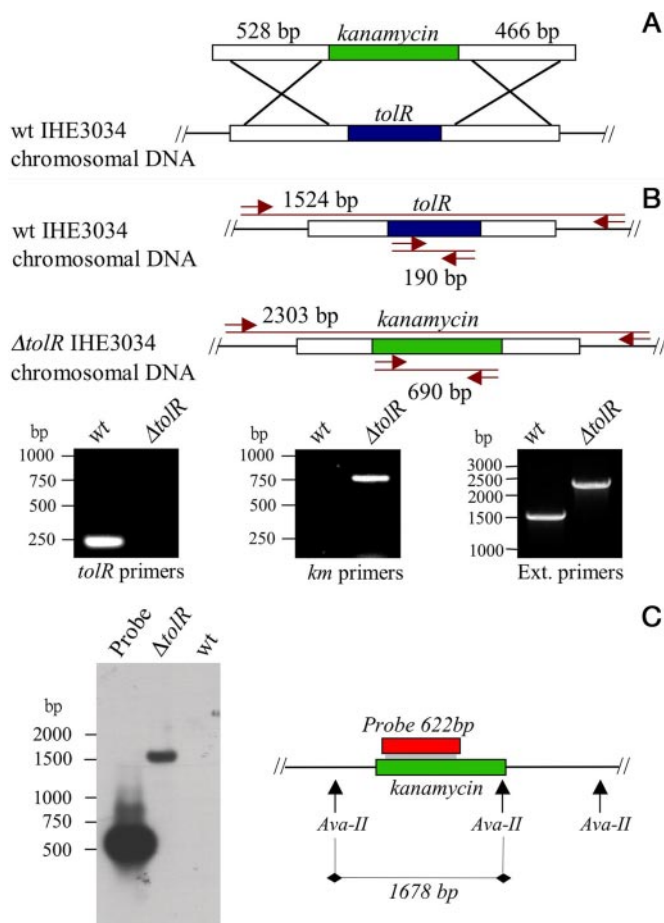 A
528 bp kanamycin 466 bp
tolR
wt IHE3034
chromosomal DNA
//
//
B
1524 bp tolR
wt IHE3034
chromosomal DNA
//
//
190 bp
2303 bp kanamycin
ΔtolR IHE3034
chromosomal DNA
//
//
690 bp
bp wt ΔtolR
1000
750
500
250
tolR primers
bp wt ΔtolR
1000
750
500
250
km primers
wt ΔtolR
3000
2500
2000
1500
1000
Ext. primers
C
Probe ΔtolR wt
bp
2000
1500
1000
750
500
Probe 622bp
//
//
kanamycin
Ava-II Ava-II Ava-II
1678 bp